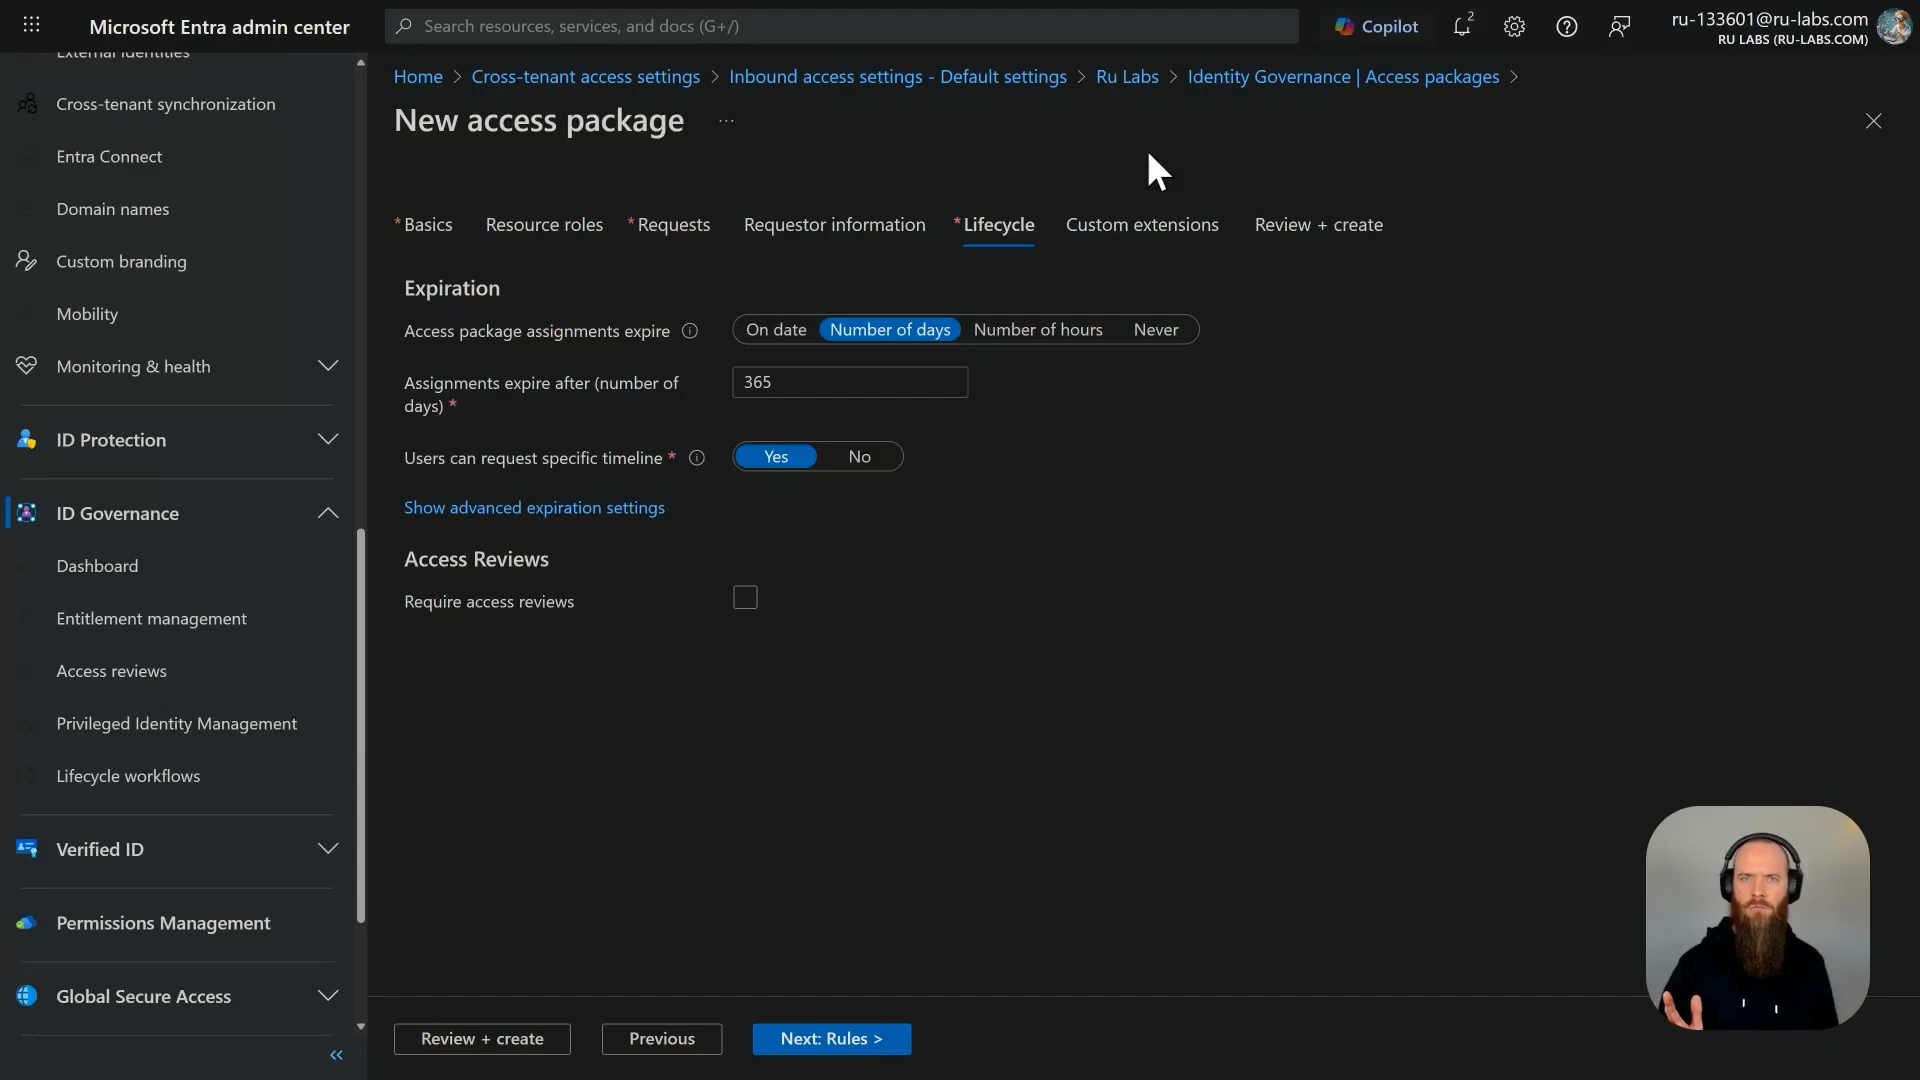 Microsoft Entra admin center
Search resources, services, and docs (G+/)
Copilot
2
ru-133601@ru-labs.com
RU LABS (RU-LABS.COM)
External identities
Cross-tenant synchronization
Entra Connect
Domain names
Custom branding
Mobility
Monitoring & health
ID Protection
ID Governance
Dashboard
Entitlement management
Access reviews
Privileged Identity Management
Lifecycle workflows
Verified ID
Permissions Management
Global Secure Access
Home > Cross-tenant access settings > Inbound access settings - Default settings > Ru Labs > Identity Governance | Access packages >
New access package ...
* Basics Resource roles * Requests Requestor information * Lifecycle Custom extensions Review + create
Expiration
Access package assignments expire On date Number of days Number of hours Never
Assignments expire after (number of
days) *
365
Users can request specific timeline * Yes No
Show advanced expiration settings
Access Reviews
Require access reviews
Review + create Previous Next: Rules >